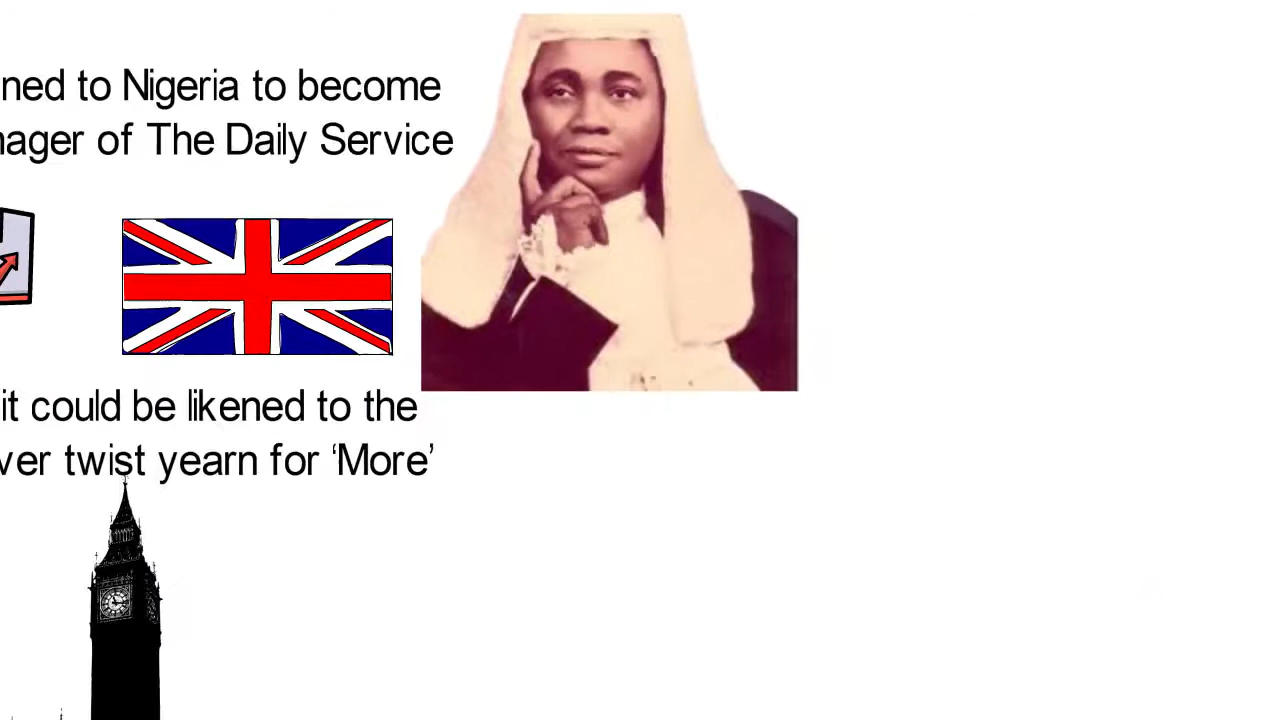 ned to Nigeria to become
ager of The Daily Service
it could be likened to the
ver twist yearn for ‘More’